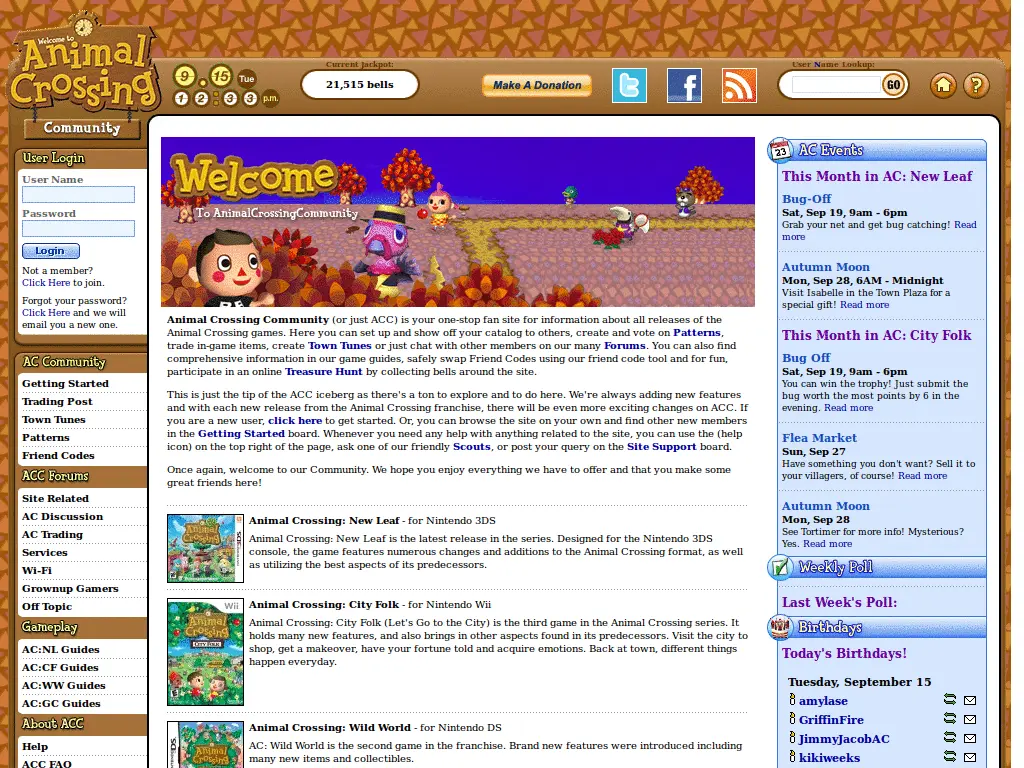 Welcome to
Animal
Crossing
Community
9 . 15 Tue
1 2 : 3 3 p.m.
Current Jackpot:
21,515 bells
Make A Donation
User Name Lookup:
GO
?
User Login
User Name
Password
Login
Not a member?
Click Here to join.
Forgot your password?
Click Here and we will
email you a new one.
AC Community
Getting Started
Trading Post
Town Tunes
Patterns
Friend Codes
ACC Forums
Site Related
AC Discussion
AC Trading
Services
Wi-Fi
Grownup Gamers
Off Topic
Gameplay
AC:NL Guides
AC:CF Guides
AC:WW Guides
AC:GC Guides
About ACC
Help
ACC FAQ
Welcome
To AnimalCrossingCommunity
Animal Crossing Community (or just ACC) is your one-stop fan site for information about all releases of the
Animal Crossing games. Here you can set up and show off your catalog to others, create and vote on Patterns,
trade in-game items, create Town Tunes or just chat with other members on our many Forums. You can also find
comprehensive information in our game guides, safely swap Friend Codes using our friend code tool and for fun,
participate in an online Treasure Hunt by collecting bells around the site.
This is just the tip of the ACC iceberg as there's a ton to explore and to do here. We're always adding new features
and with each new release from the Animal Crossing franchise, there will be even more exciting changes on ACC. If
you are a new user, click here to get started. Or, you can browse the site on your own and find other new members
in the Getting Started board. Whenever you need any help with anything related to the site, you can use the (help
icon) on the top right of the page, ask one of our friendly Scouts, or post your query on the Site Support board.
Once again, welcome to our Community. We hope you enjoy everything we have to offer and that you make some
great friends here!
Animal Crossing: New Leaf - for Nintendo 3DS
Animal Crossing: New Leaf is the latest release in the series. Designed for the Nintendo 3DS
console, the game features numerous changes and additions to the Animal Crossing format, as well
as utilizing the best aspects of its predecessors.
Wii
Animal
Crossing
CITY FOLK
Animal Crossing: City Folk - for Nintendo Wii
Animal Crossing: City Folk (Let's Go to the City) is the third game in the Animal Crossing series. It
holds many new features, and also brings in other aspects found in its predecessors. Visit the city to
shop, get a makeover, have your fortune told and acquire emotions. Back at town, different things
happen everyday.
Animal
Animal Crossing: Wild World - for Nintendo DS
AC: Wild World is the second game in the franchise. Brand new features were introduced including
many new items and collectibles.
23
AC Events
This Month in AC: New Leaf
Bug-Off
Sat, Sep 19, 9am - 6pm
Grab your net and get bug catching! Read
more
Autumn Moon
Mon, Sep 28, 6AM - Midnight
Visit Isabelle in the Town Plaza for a
special gift! Read more
This Month in AC: City Folk
Bug Off
Sat, Sep 19, 9am - 6pm
You can win the trophy! Just submit the
bug worth the most points by 6 in the
evening. Read more
Flea Market
Sun, Sep 27
Have something you don't want? Sell it to
your villagers, of course! Read more
Autumn Moon
Mon, Sep 28
See Tortimer for more info! Mysterious?
Yes. Read more
Weekly Poll
Last Week's Poll:
Birthdays
Today's Birthdays!
Tuesday, September 15
amylase
GriffinFire
JimmyJacobAC
kikiweeks